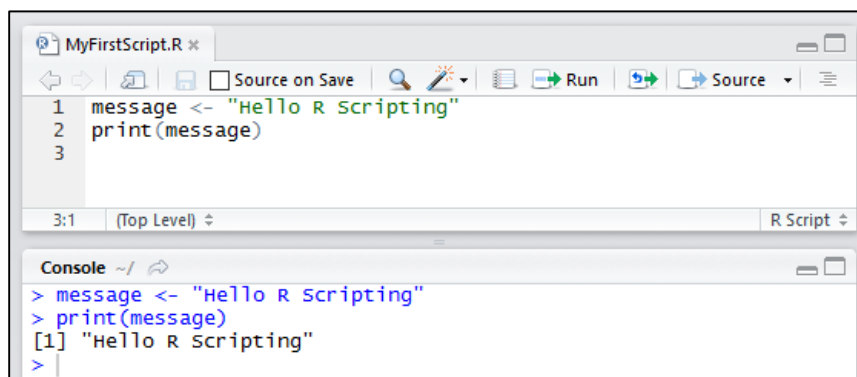 MyFirstScript.R
Source on Save Run Source
1 message <- "Hello R Scripting"
2 print(message)
3
3:1 (Top Level) R Script
Console ~/
> message <- "Hello R Scripting"
> print(message)
[1] "Hello R Scripting"
>